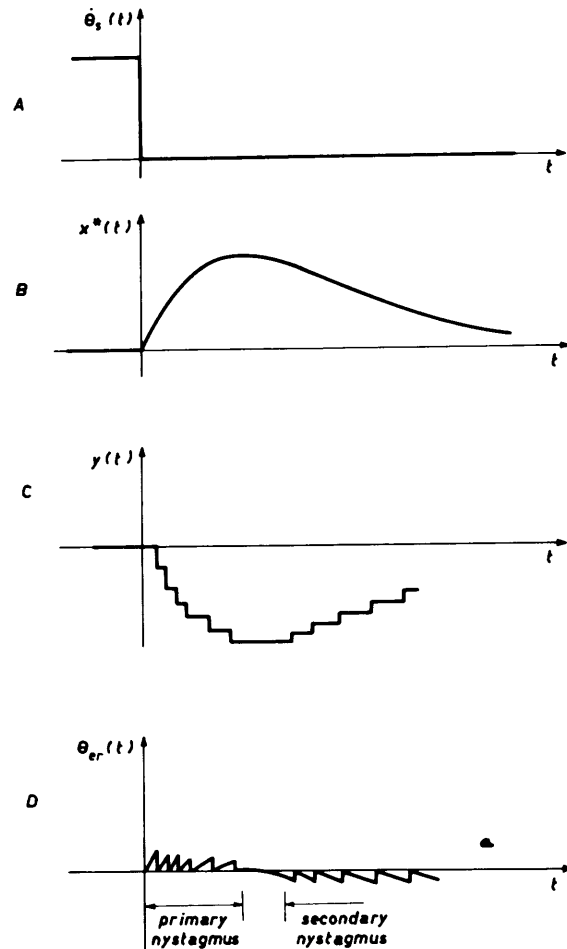 θ̇s (t)
A
t
x*(t)
B
t
y(t)
C
t
θer (t)
D
t
primary nystagmus
secondary nystagmus